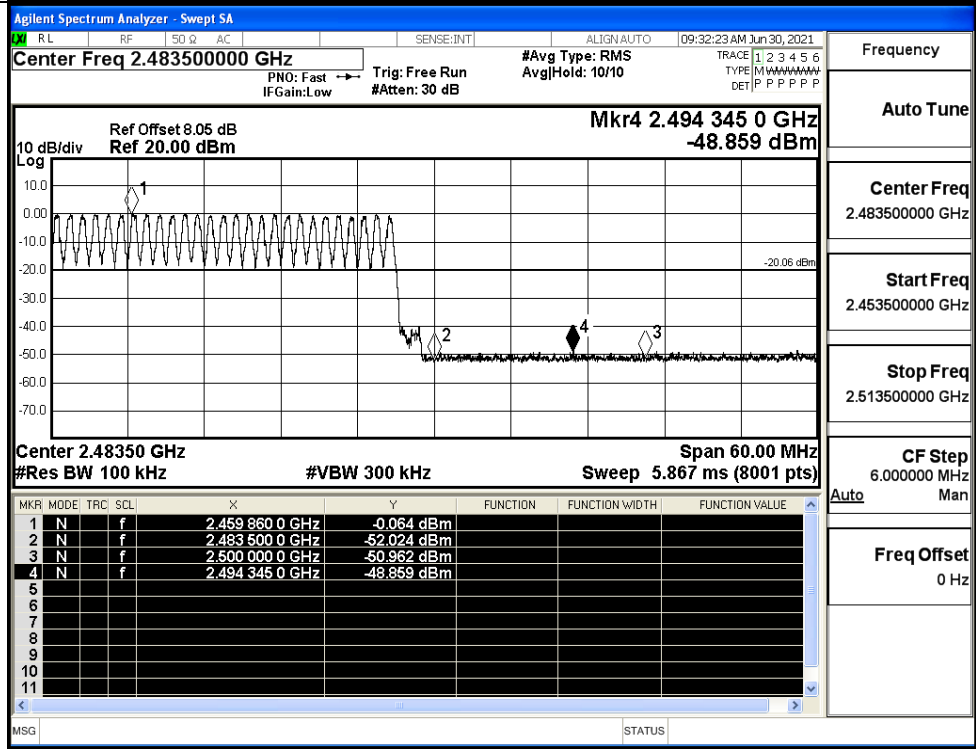 Agilent Spectrum Analyzer - Swept SA
LXI RL RF 50 Ω AC SENSE:INT ALIGN AUTO 09:32:23 AM Jun 30, 2021
Center Freq 2.483500000 GHz #Avg Type: RMS TRACE 1 2 3 4 5 6
PNO: Fast Trig: Free Run Avg|Hold: 10/10 TYPE M WWWWW
IFGain:Low #Atten: 30 dB DET P P P P P P
Frequency
Auto Tune
Center Freq
2.483500000 GHz
Start Freq
2.453500000 GHz
Stop Freq
2.513500000 GHz
CF Step
6.000000 MHz
Auto Man
Freq Offset
0 Hz
Mkr4 2.494 345 0 GHz
-48.859 dBm
Ref Offset 8.05 dB
10 dB/div Ref 20.00 dBm
Log
10.0
0.00
-10.0
-20.0
-30.0
-40.0
-50.0
-60.0
-70.0
1
-20.06 dBm
2
4
3
Center 2.48350 GHz Span 60.00 MHz
#Res BW 100 kHz #VBW 300 kHz Sweep 5.867 ms (8001 pts)
MKR MODE TRC SCL X Y FUNCTION FUNCTION WIDTH FUNCTION VALUE
1 N f 2.459 860 0 GHz -0.064 dBm
2 N f 2.483 500 0 GHz -52.024 dBm
3 N f 2.500 000 0 GHz -50.962 dBm
4 N f 2.494 345 0 GHz -48.859 dBm
5
6
7
8
9
10
11
MSG STATUS